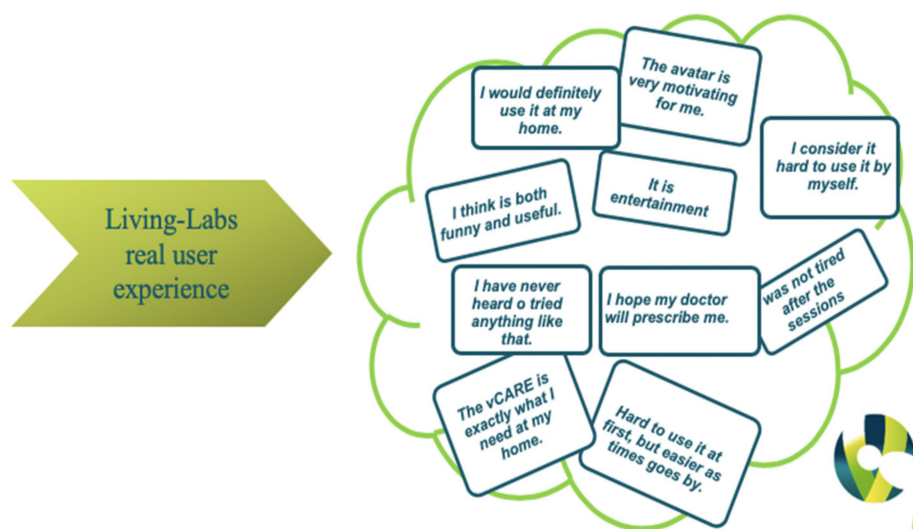 Living-Labs
real user
experience
I would definitely
use it at my
home.
The avatar is
very motivating
for me.
I consider it
hard to use it by
myself.
I think is both
funny and useful.
It is
entertainment
I have never
heard o tried
anything like
that.
I hope my doctor
will prescribe me.
was not tired
after the
sessions
The vCARE is
exactly what I
need at my
home.
Hard to use it at
first, but easier as
times goes by.